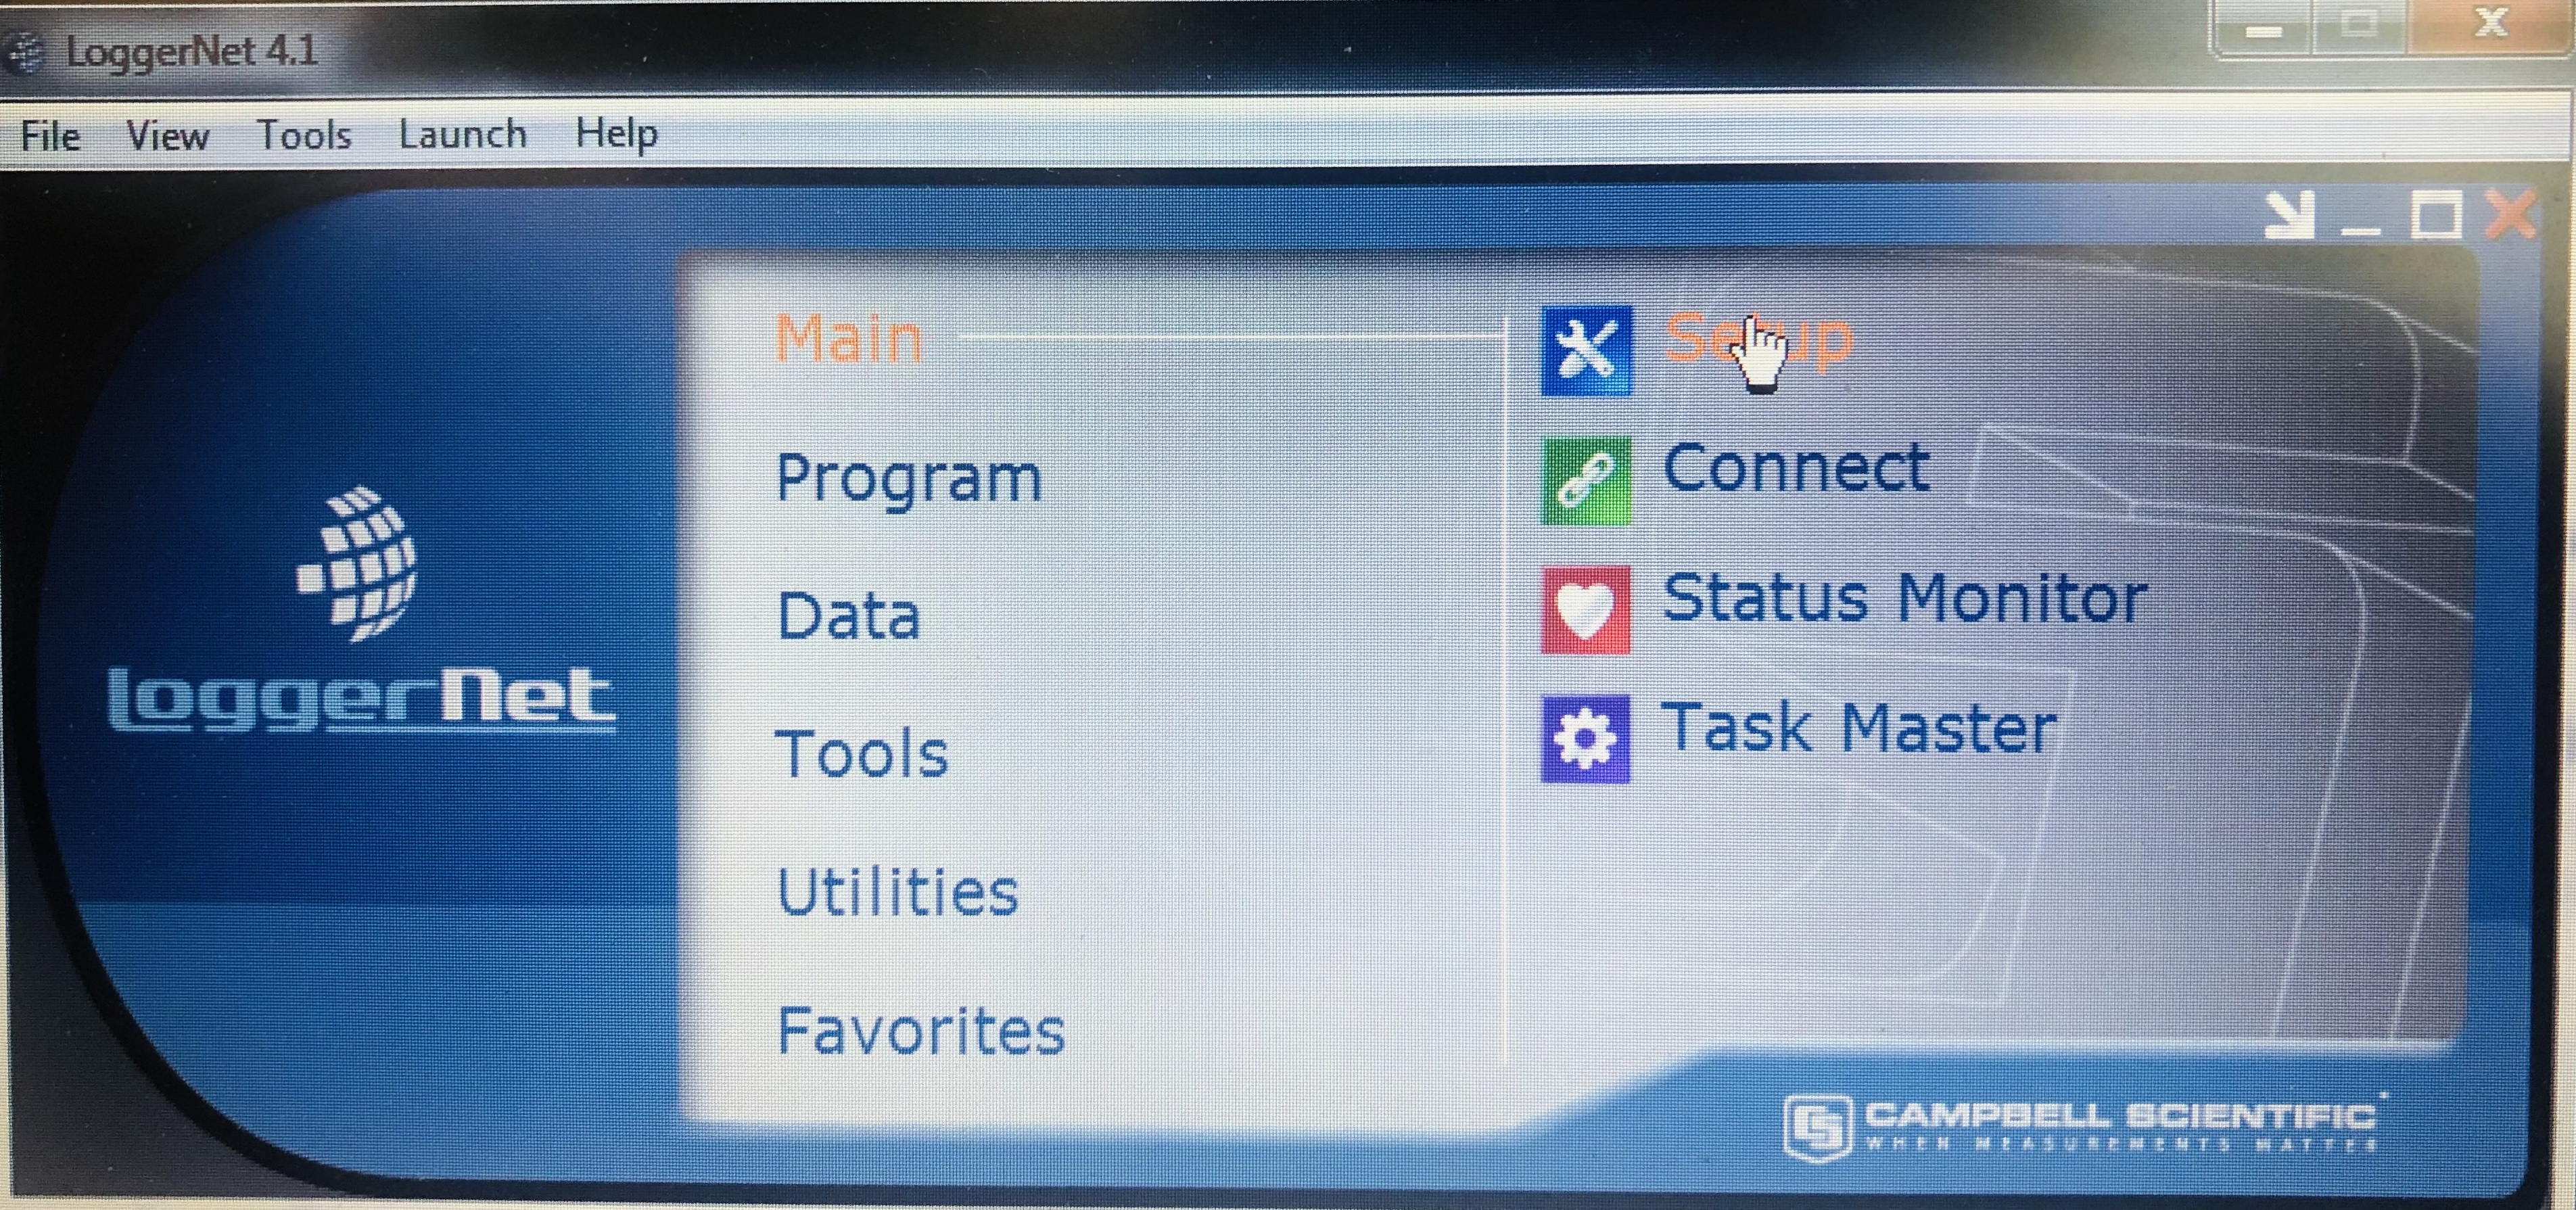 LoggerNet 4.1
File View Tools Launch Help
Main
Program
Data
Tools
Utilities
Favorites
Setup
Connect
Status Monitor
Task Master
LoggerNet
CAMPBELL SCIENTIFIC
WHEN MEASUREMENTS MATTER